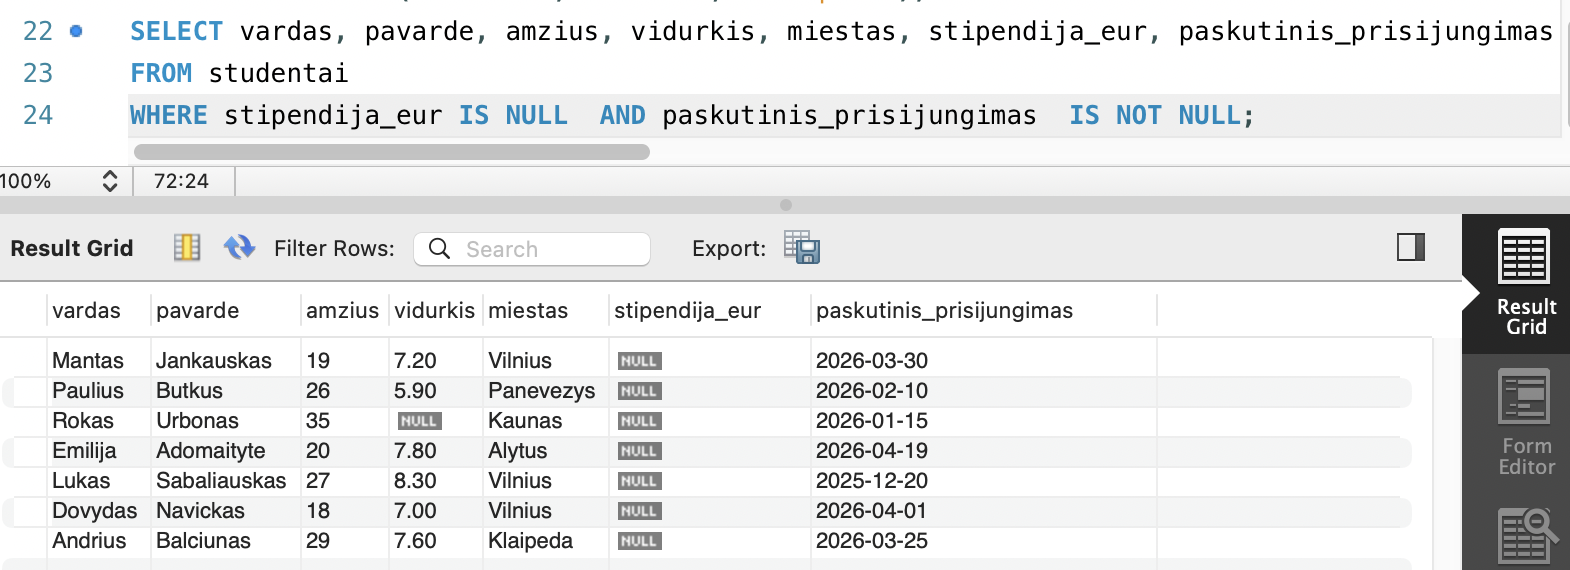 22 SELECT vardas, pavarde, amzius, vidurkis, miestas, stipendija_eur, paskutinis_prisijungimas
23 FROM studentai
24 WHERE stipendija_eur IS NULL  AND paskutinis_prisijungimas  IS NOT NULL;
100% 72:24
Result Grid Filter Rows: Search Export:
Result
Grid
vardas pavarde amzius vidurkis miestas stipendija_eur paskutinis_prisijungimas
Mantas Jankauskas 19 7.20 Vilnius NULL 2026-03-30
Paulius Butkus 26 5.90 Panevezys NULL 2026-02-10
Rokas Urbonas 35 NULL Kaunas NULL 2026-01-15
Emilija Adomaityte 20 7.80 Alytus NULL 2026-04-19
Lukas Sabaliauskas 27 8.30 Vilnius NULL 2025-12-20
Dovydas Navickas 18 7.00 Vilnius NULL 2026-04-01
Andrius Balciunas 29 7.60 Klaipeda NULL 2026-03-25
Form
Editor